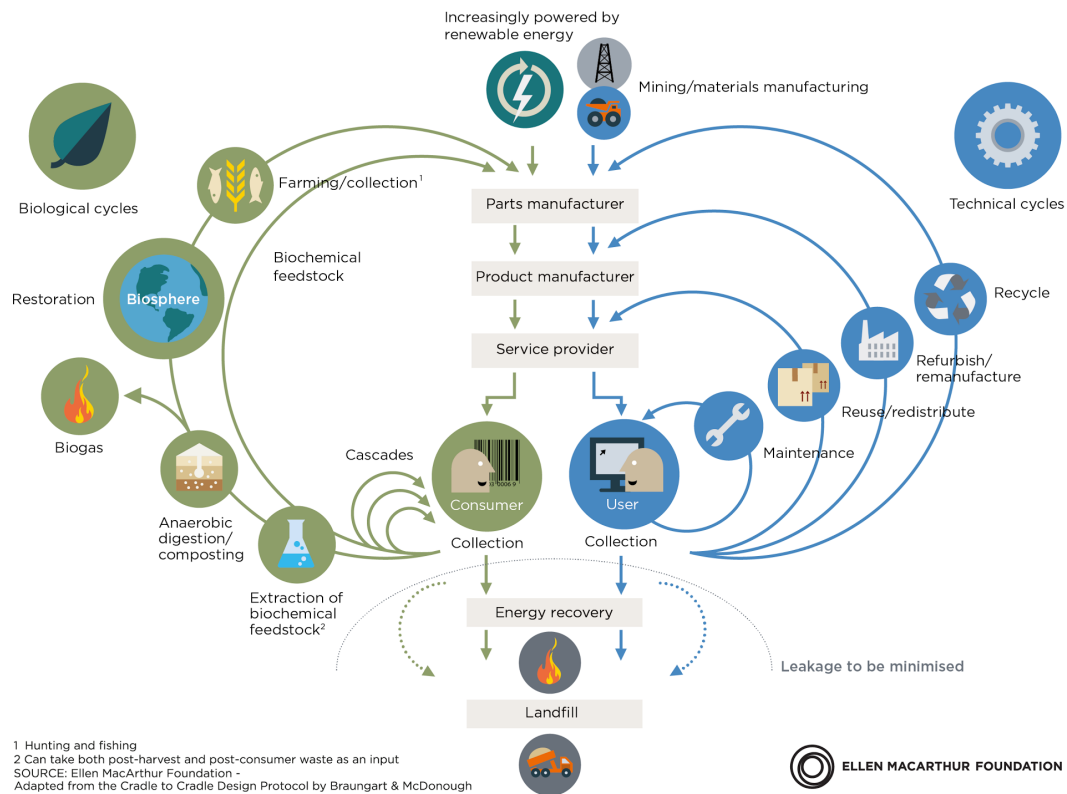 Increasingly powered by
renewable energy
Mining/materials manufacturing
Biological cycles
Technical cycles
Farming/collection¹
Parts manufacturer
Biochemical
feedstock
Product manufacturer
Restoration
Biosphere
Recycle
Service provider
Refurbish/
remanufacture
Reuse/redistribute
Biogas
Cascades
Maintenance
Consumer
User
0 00069
Anaerobic
digestion/
composting
Collection
Collection
Extraction of
biochemical
feedstock²
Energy recovery
Leakage to be minimised
Landfill
1 Hunting and fishing
2 Can take both post-harvest and post-consumer waste as an input
SOURCE: Ellen MacArthur Foundation -
Adapted from the Cradle to Cradle Design Protocol by Braungart & McDonough
ELLEN MACARTHUR FOUNDATION